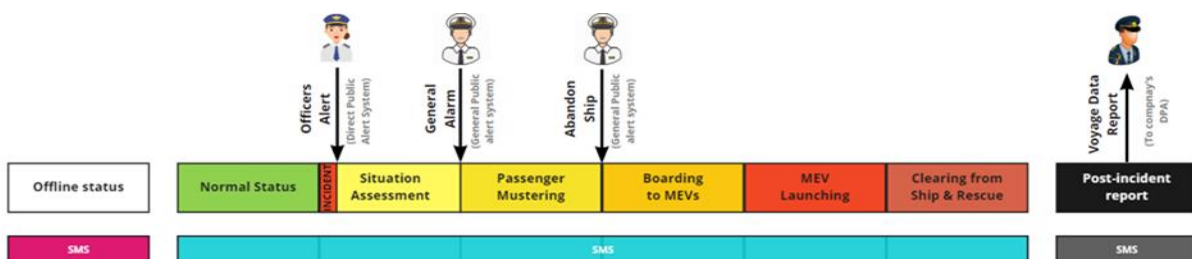 Officers
Alert
(Direct Public
Alert System)
General
Alarm
(General Public
alert system)
Abandon
Ship
(General Public
alert system)
Voyage Data
Report
(To compnay's
DPA)
Offline status
Normal Status
INCIDENT
Situation
Assessment
Passenger
Mustering
Boarding
to MEVs
MEV
Launching
Clearing from
Ship & Rescue
Post-incident
report
SMS
SMS
SMS